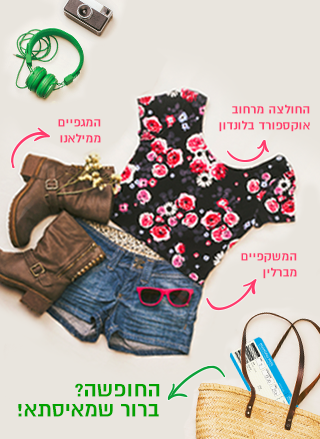 החולצה מרחוב
אוקספורד בלונדון
המגפיים
ממילאנו
המשקפיים
מברלין
החופשה?
ברור שמאיסתא!